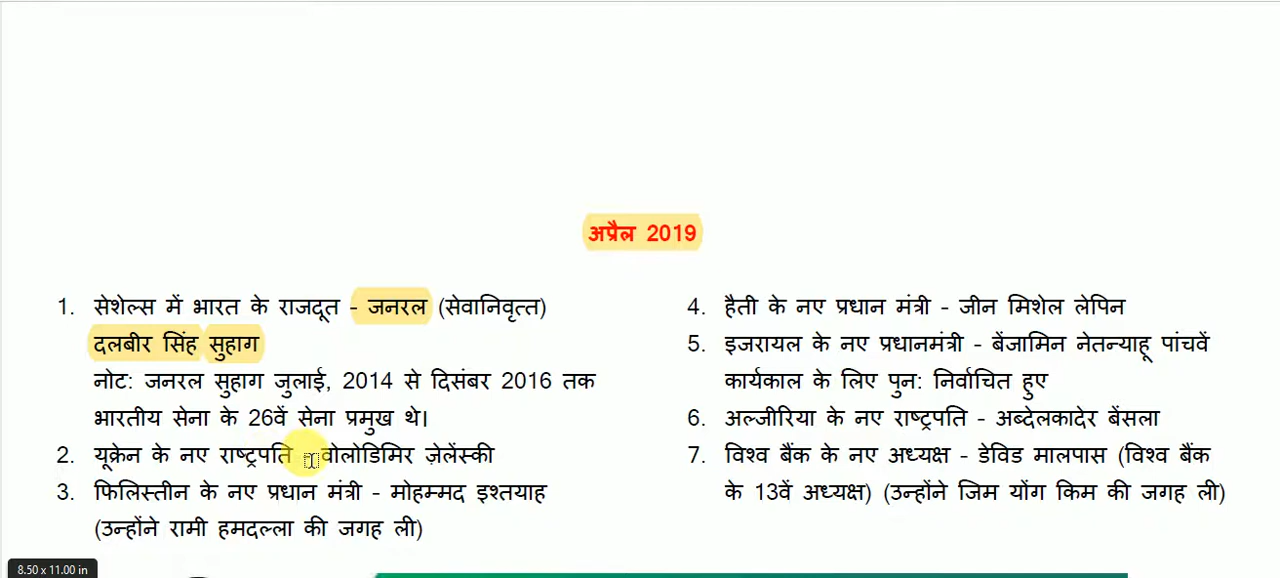 अप्रैल 2019
1. सेशेल्स में भारत के राजदूत - जनरल (सेवानिवृत्त)
दलबीर सिंह सुहाग
नोट: जनरल सुहाग जुलाई, 2014 से दिसंबर 2016 तक
भारतीय सेना के 26वें सेना प्रमुख थे।
2. यूक्रेन के नए राष्ट्रपति - वोलोडिमिर ज़ेलेंस्की
3. फिलिस्तीन के नए प्रधान मंत्री - मोहम्मद इश्तयाह
(उन्होंने रामी हमदल्ला की जगह ली)
4. हैती के नए प्रधान मंत्री - जीन मिशेल लेपिन
5. इजरायल के नए प्रधानमंत्री - बेंजामिन नेतन्याहू पांचवें
कार्यकाल के लिए पुन: निर्वाचित हुए
6. अल्जीरिया के नए राष्ट्रपति - अब्देलकादेर बेंसला
7. विश्व बैंक के नए अध्यक्ष - डेविड मालपास (विश्व बैंक
के 13वें अध्यक्ष) (उन्होंने जिम योंग किम की जगह ली)
8.50 x 11.00 in